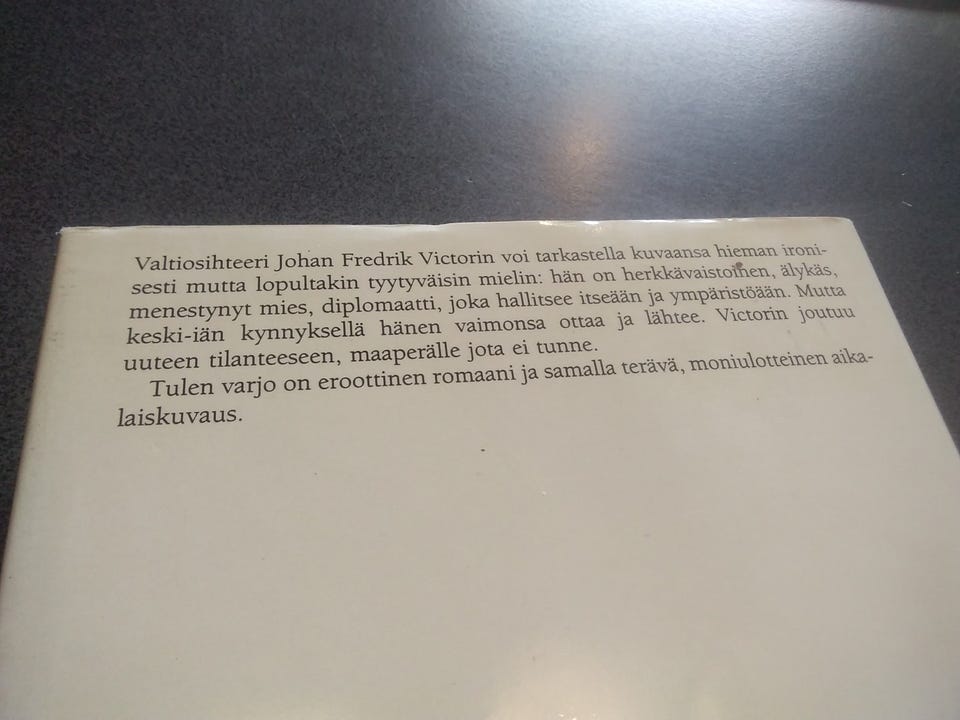 Valtiosihteeri Johan Fredrik Victorin voi tarkastella kuvaansa hieman ironi-
sesti mutta lopultakin tyytyväisin mielin: hän on herkkävaistoinen, älykäs,
menestynyt mies, diplomaatti, joka hallitsee itseään ja ympäristöään. Mutta
keski-iän kynnyksellä hänen vaimonsa ottaa ja lähtee. Victorin joutuu
uuteen tilanteeseen, maaperälle jota ei tunne.
Tulen varjo on eroottinen romaani ja samalla terävä, moniulotteinen aika-
laiskuvaus.